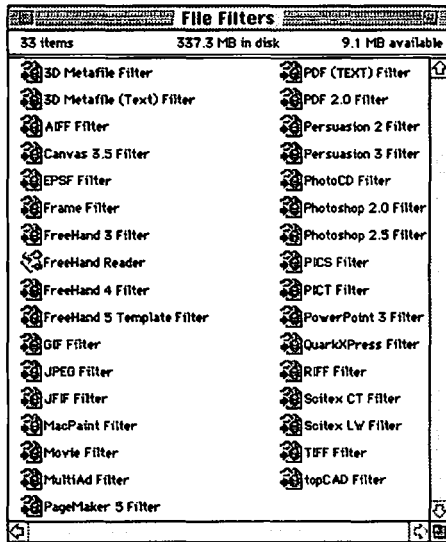 File Filters
33 items 337.3 MB in disk 9.1 MB available
3D Metafile Filter
3D Metafile (Text) Filter
AIFF Filter
Canvas 3.5 Filter
EPSF Filter
Frame Filter
FreeHand 3 Filter
FreeHand Reader
FreeHand 4 Filter
FreeHand 5 Template Filter
GIF Filter
JPEG Filter
JFIF Filter
MacPaint Filter
Movie Filter
MultiAd Filter
PageMaker 5 Filter
PDF (TEXT) Filter
PDF 2.0 Filter
Persuasion 2 Filter
Persuasion 3 Filter
PhotoCD Filter
Photoshop 2.0 Filter
Photoshop 2.5 Filter
PICS Filter
PICT Filter
PowerPoint 3 Filter
QuarkXPress Filter
RIFF Filter
Scitex CT Filter
Scitex LW Filter
TIFF Filter
topCAD Filter